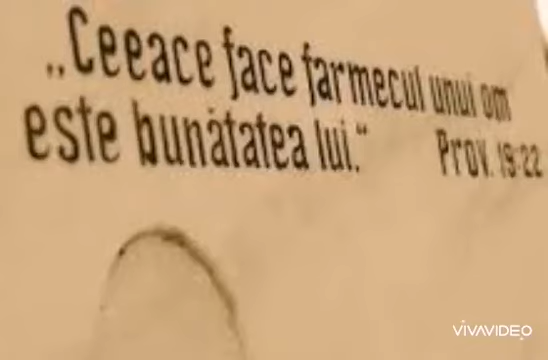 „Ceeace face farmecul unui om
este bunătatea lui.“ Prov. 19:22
VIVAVIDEO